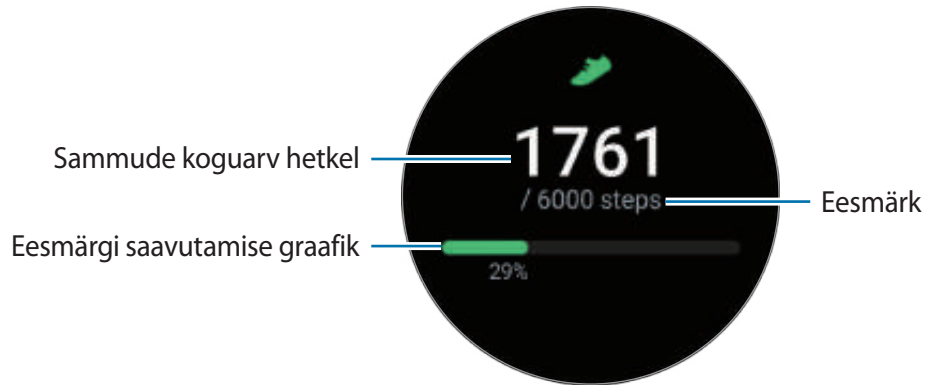 1761
Sammude koguarv hetkel
/ 6000 steps
Eesmärk
Eesmärgi saavutamise graafik
29%